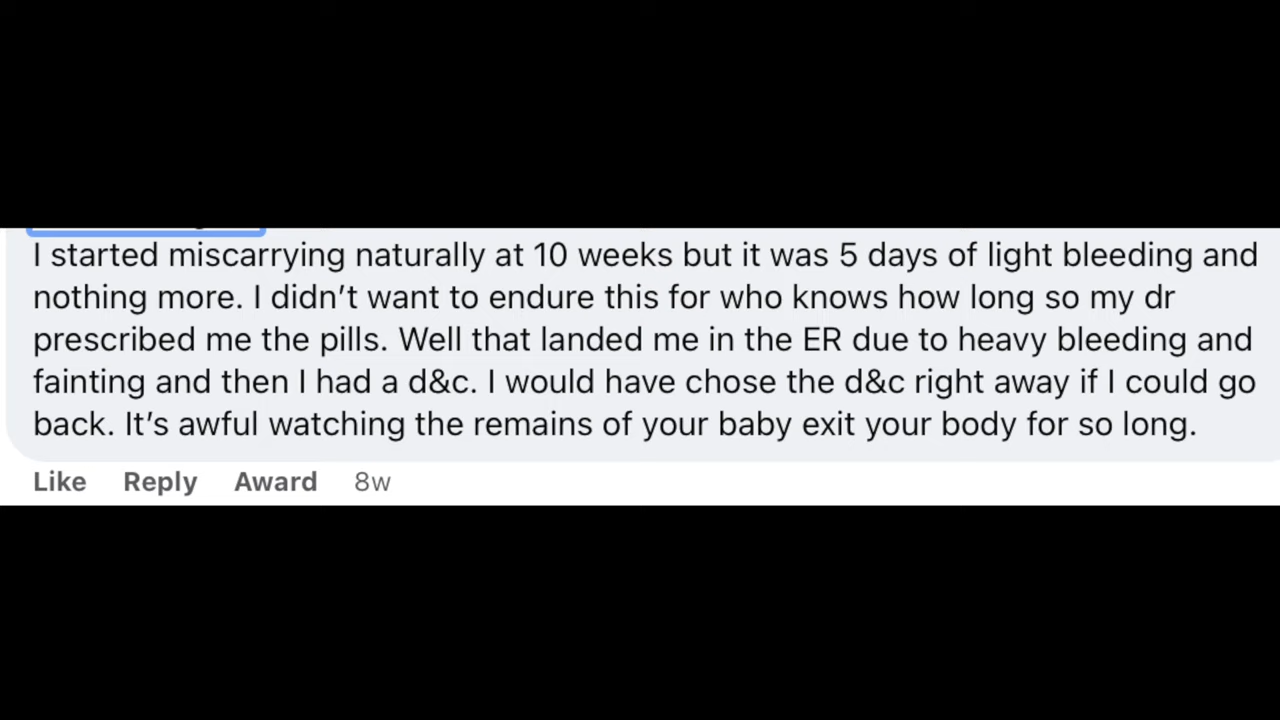 I started miscarrying naturally at 10 weeks but it was 5 days of light bleeding and
nothing more. I didn’t want to endure this for who knows how long so my dr
prescribed me the pills. Well that landed me in the ER due to heavy bleeding and
fainting and then I had a d&c. I would have chose the d&c right away if I could go
back. It’s awful watching the remains of your baby exit your body for so long.
Like Reply Award 8w